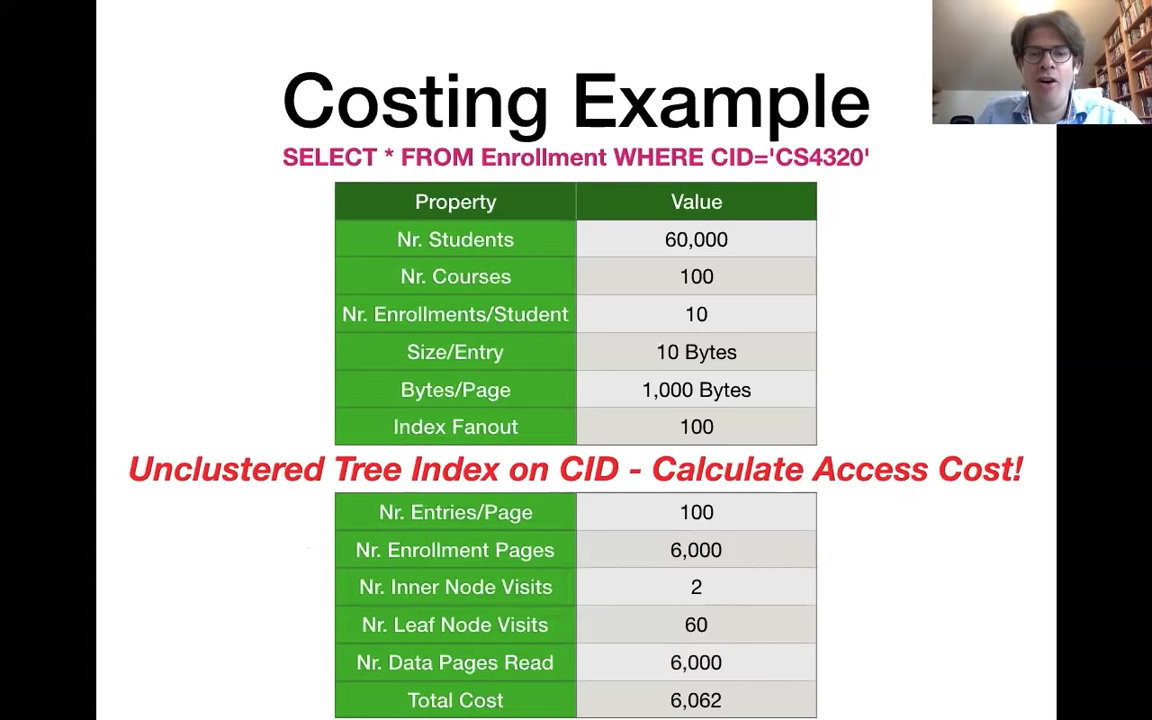 Costing Example
SELECT * FROM Enrollment WHERE CID='CS4320'
Property Value
Nr. Students 60,000
Nr. Courses 100
Nr. Enrollments/Student 10
Size/Entry 10 Bytes
Bytes/Page 1,000 Bytes
Index Fanout 100
Unclustered Tree Index on CID - Calculate Access Cost!
Nr. Entries/Page 100
Nr. Enrollment Pages 6,000
Nr. Inner Node Visits 2
Nr. Leaf Node Visits 60
Nr. Data Pages Read 6,000
Total Cost 6,062